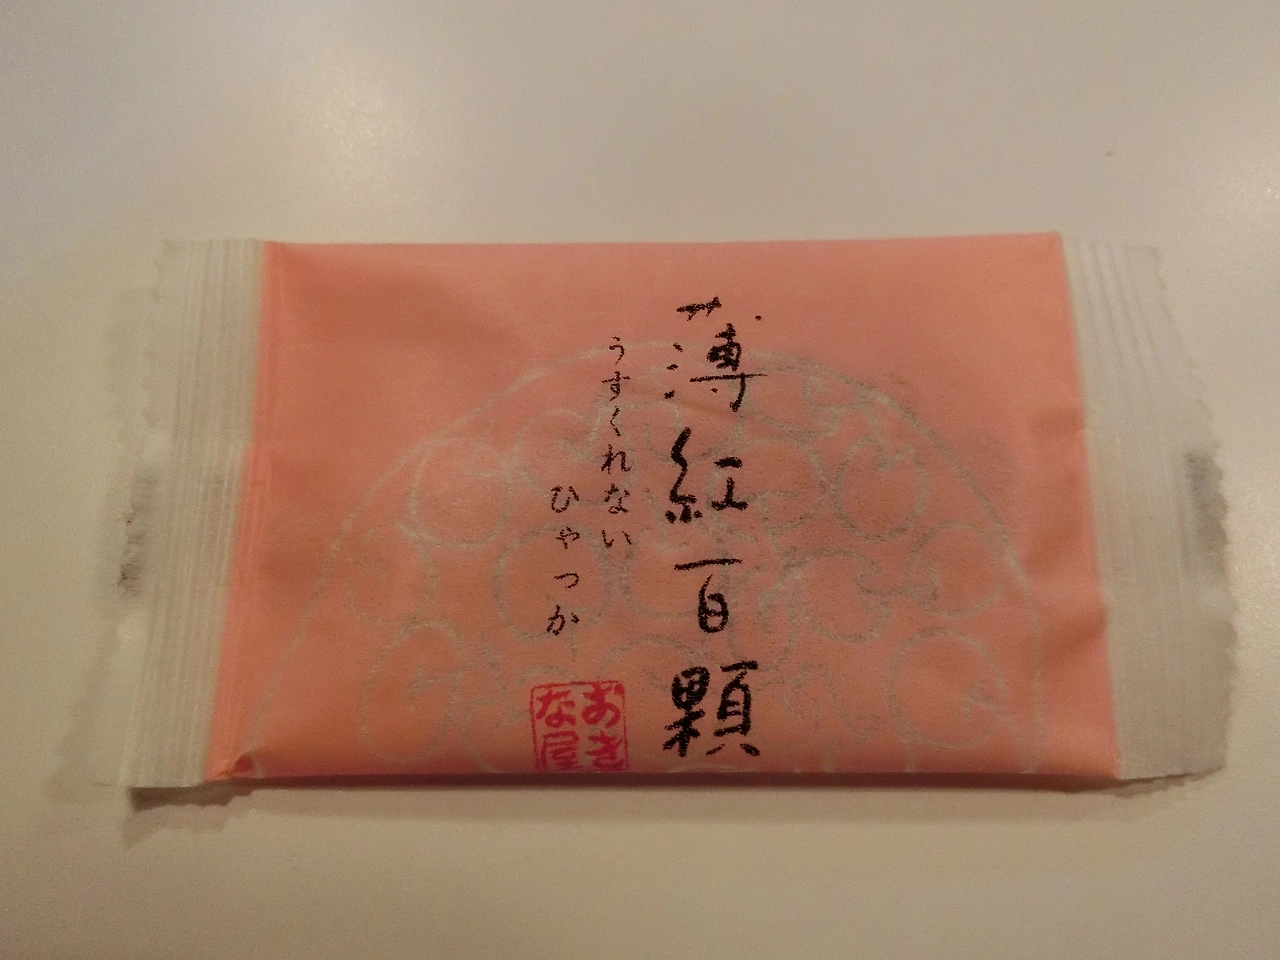 薄紅百顆
うすくれない
ひゃっか
おき
な屋